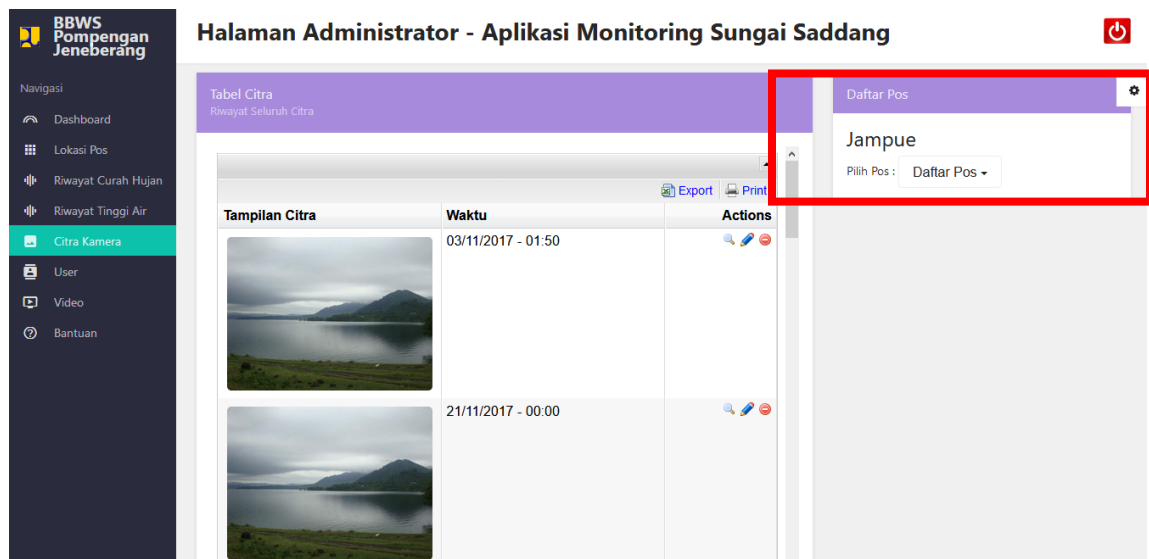 BBWS
Pompengan
Jeneberang
Halaman Administrator - Aplikasi Monitoring Sungai Saddang
Navigasi
Dashboard
Lokasi Pos
Riwayat Curah Hujan
Riwayat Tinggi Air
Citra Kamera
User
Video
Bantuan
Tabel Citra
Riwayat Seluruh Citra
Export Print
Tampilan Citra Waktu Actions
03/11/2017 - 01:50
21/11/2017 - 00:00
Daftar Pos
Jampue
Pilih Pos : Daftar Pos